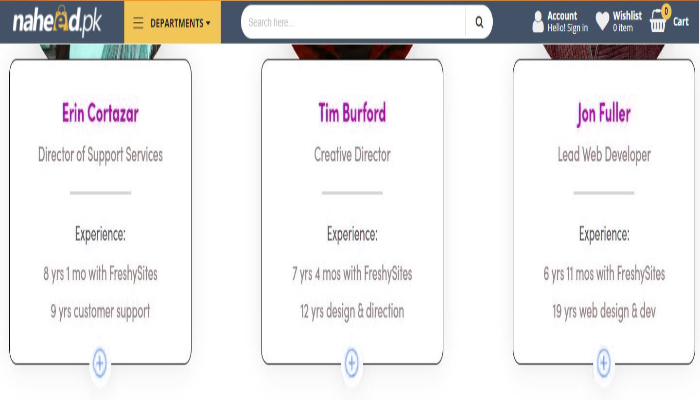 naheed.pk
DEPARTMENTS
Search here...
Account
Hello! Sign in
Wishlist
0 item
0
Cart
Erin Cortazar
Director of Support Services
Experience:
8 yrs 1 mo with FreshySites
9 yrs customer support
Tim Burford
Creative Director
Experience:
7 yrs 4 mos with FreshySites
12 yrs design & direction
Jon Fuller
Lead Web Developer
Experience:
6 yrs 11 mos with FreshySites
19 yrs web design & dev